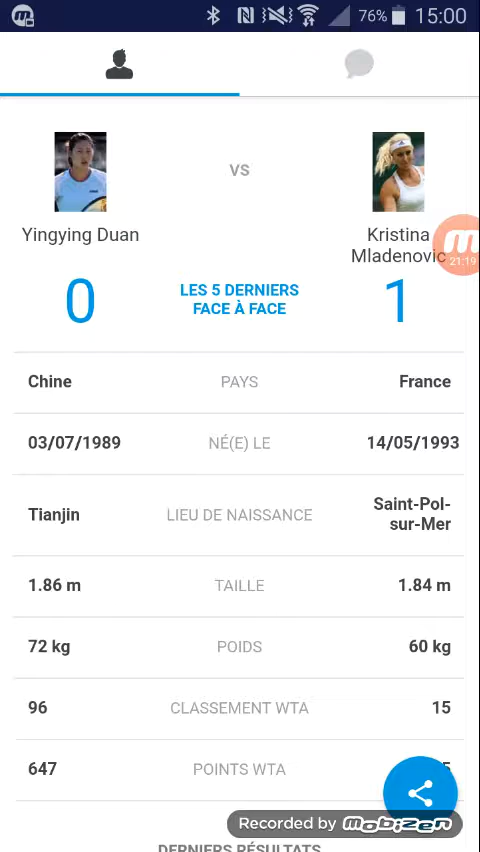 76% 15:00
VS
Yingying Duan
Kristina
Mladenovic
21:19
0
LES 5 DERNIERS
FACE À FACE
1
Chine PAYS France
03/07/1989 NÉ(E) LE 14/05/1993
Tianjin LIEU DE NAISSANCE Saint-Pol-
sur-Mer
1.86 m TAILLE 1.84 m
72 kg POIDS 60 kg
96 CLASSEMENT WTA 15
647 POINTS WTA
Recorded by Mobizen
DERNIERS RÉSULTATS